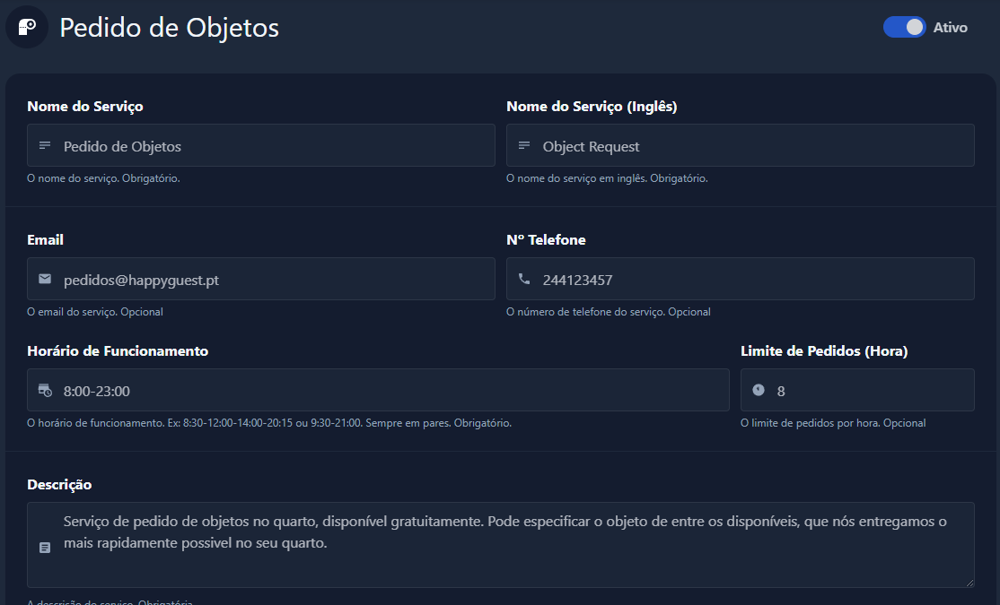 Pedido de Objetos
Ativo
Nome do Serviço
Nome do Serviço (Inglês)
Pedido de Objetos
Object Request
O nome do serviço. Obrigatório.
O nome do serviço em inglês. Obrigatório.
Email
Nº Telefone
pedidos@happyguest.pt
244123457
O email do serviço. Opcional
O número de telefone do serviço. Opcional
Horário de Funcionamento
Limite de Pedidos (Hora)
8:00-23:00
8
O horário de funcionamento. Ex: 8:30-12:00-14:00-20:15 ou 9:30-21:00. Sempre em pares. Obrigatório.
O limite de pedidos por hora. Opcional
Descrição
Serviço de pedido de objetos no quarto, disponível gratuitamente. Pode especificar o objeto de entre os disponíveis, que nós entregamos o
mais rapidamente possivel no seu quarto.
A descrição do serviço. Obrigatória